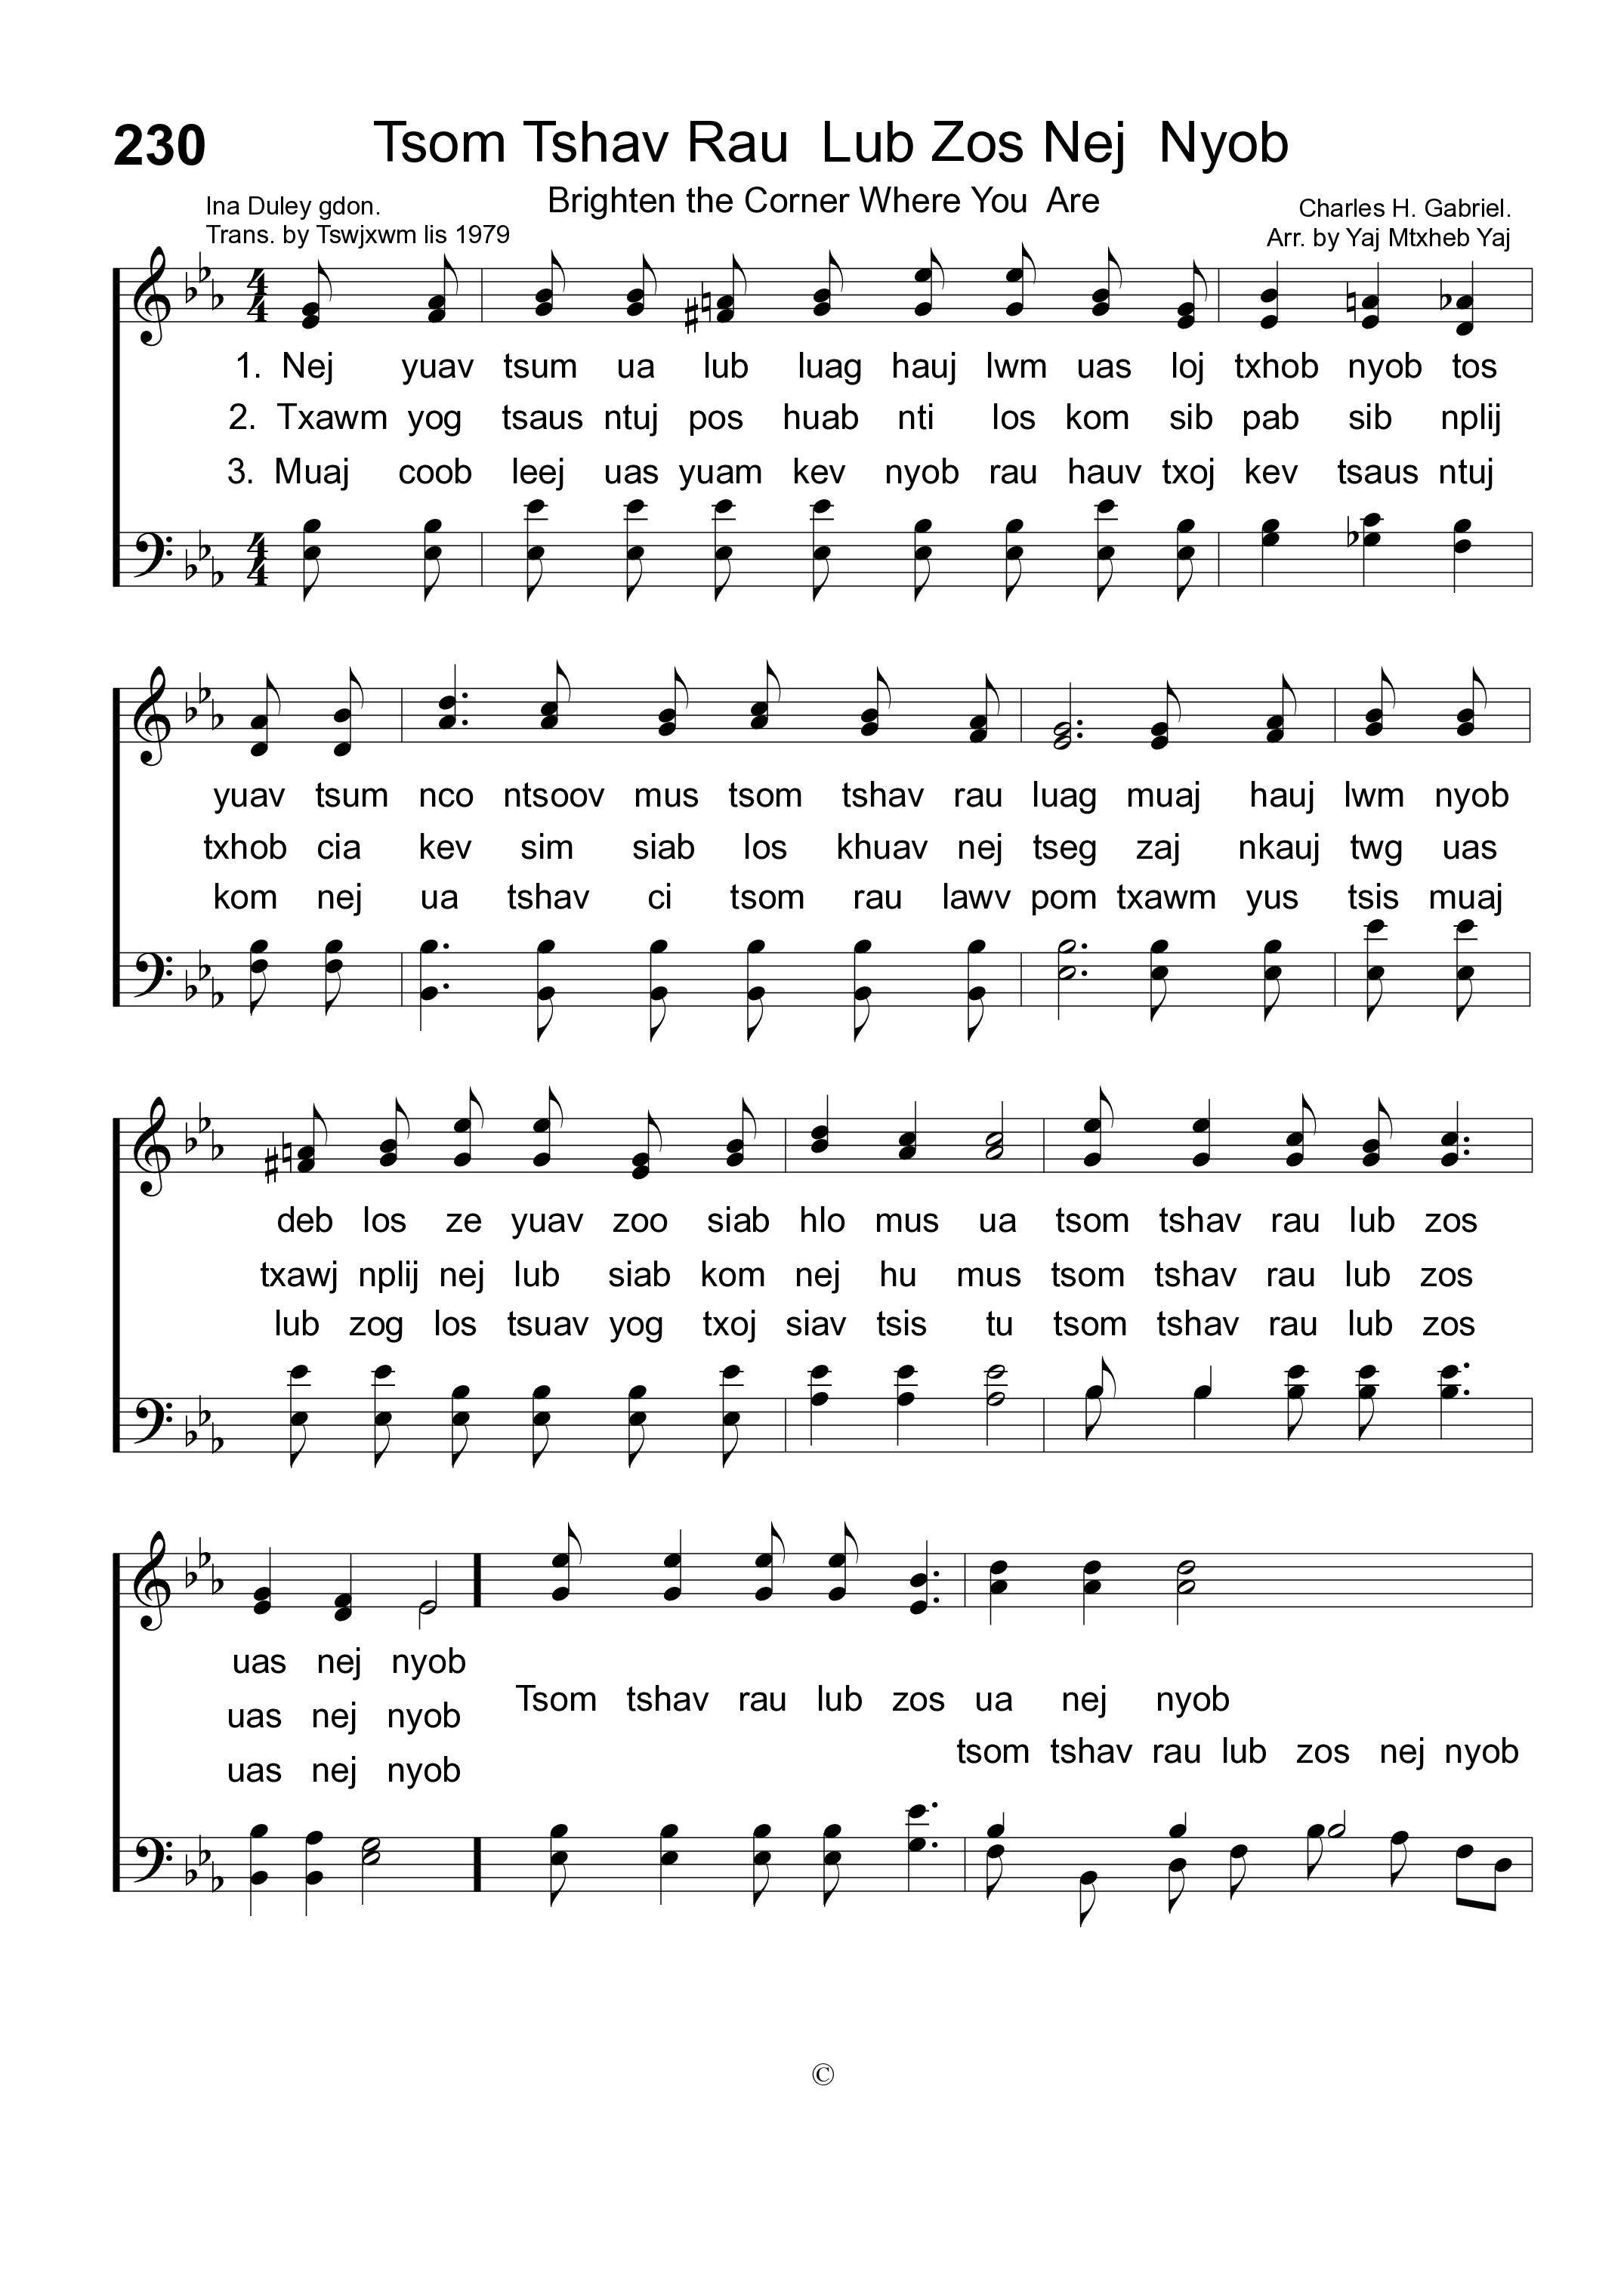 230 Tsom Tshav Rau Lub Zos Nej Nyob
Brighten the Corner Where You Are
Ina Duley gdon.
Trans. by Tswjxwm lis 1979
Charles H. Gabriel.
Arr. by Yaj Mtxheb Yaj
1. Nej yuav tsum ua lub luag hauj lwm uas loj txhob nyob tos
2. Txawm yog tsaus ntuj pos huab nti los kom sib pab sib nplij
3. Muaj coob leej uas yuam kev nyob rau hauv txoj kev tsaus ntuj
yuav tsum nco ntsoov mus tsom tshav rau luag muaj hauj lwm nyob
txhob cia kev sim siab los khuav nej tseg zaj nkauj twg uas
kom nej ua tshav ci tsom rau lawv pom txawm yus tsis muaj
deb los ze yuav zoo siab hlo mus ua tsom tshav rau lub zos
txawj nplij nej lub siab kom nej hu mus tsom tshav rau lub zos
lub zog los tsuav yog txoj siav tsis tu tsom tshav rau lub zos
uas nej nyob
uas nej nyob
uas nej nyob
Tsom tshav rau lub zos ua nej nyob
tsom tshav rau lub zos nej nyob
©